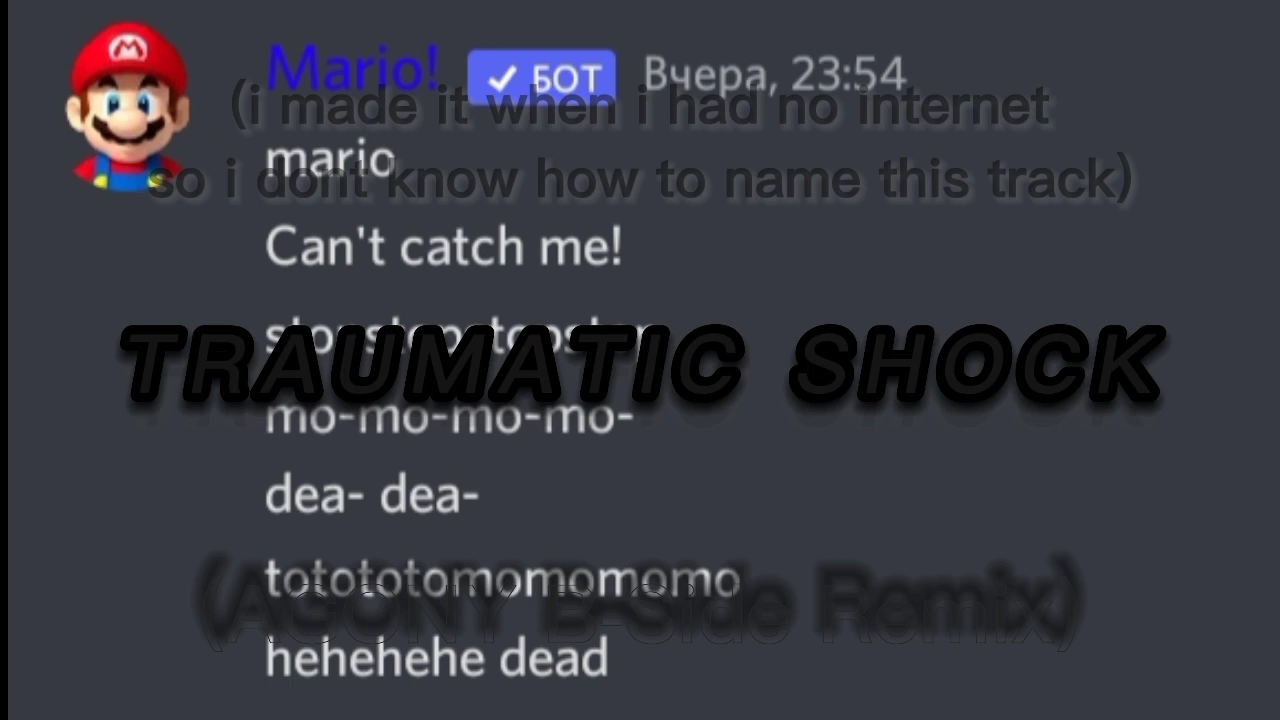 Mario! БОТ Вчера, 23:54
(i made it when i had no internet
mario
so i dont know how to name this track)
Can't catch me!
TRAUMATIC SHOCK
mo-mo-mo-mo-
dea- dea-
totototomomomomo
(AGONY B-Side Remix)
hehehehe dead